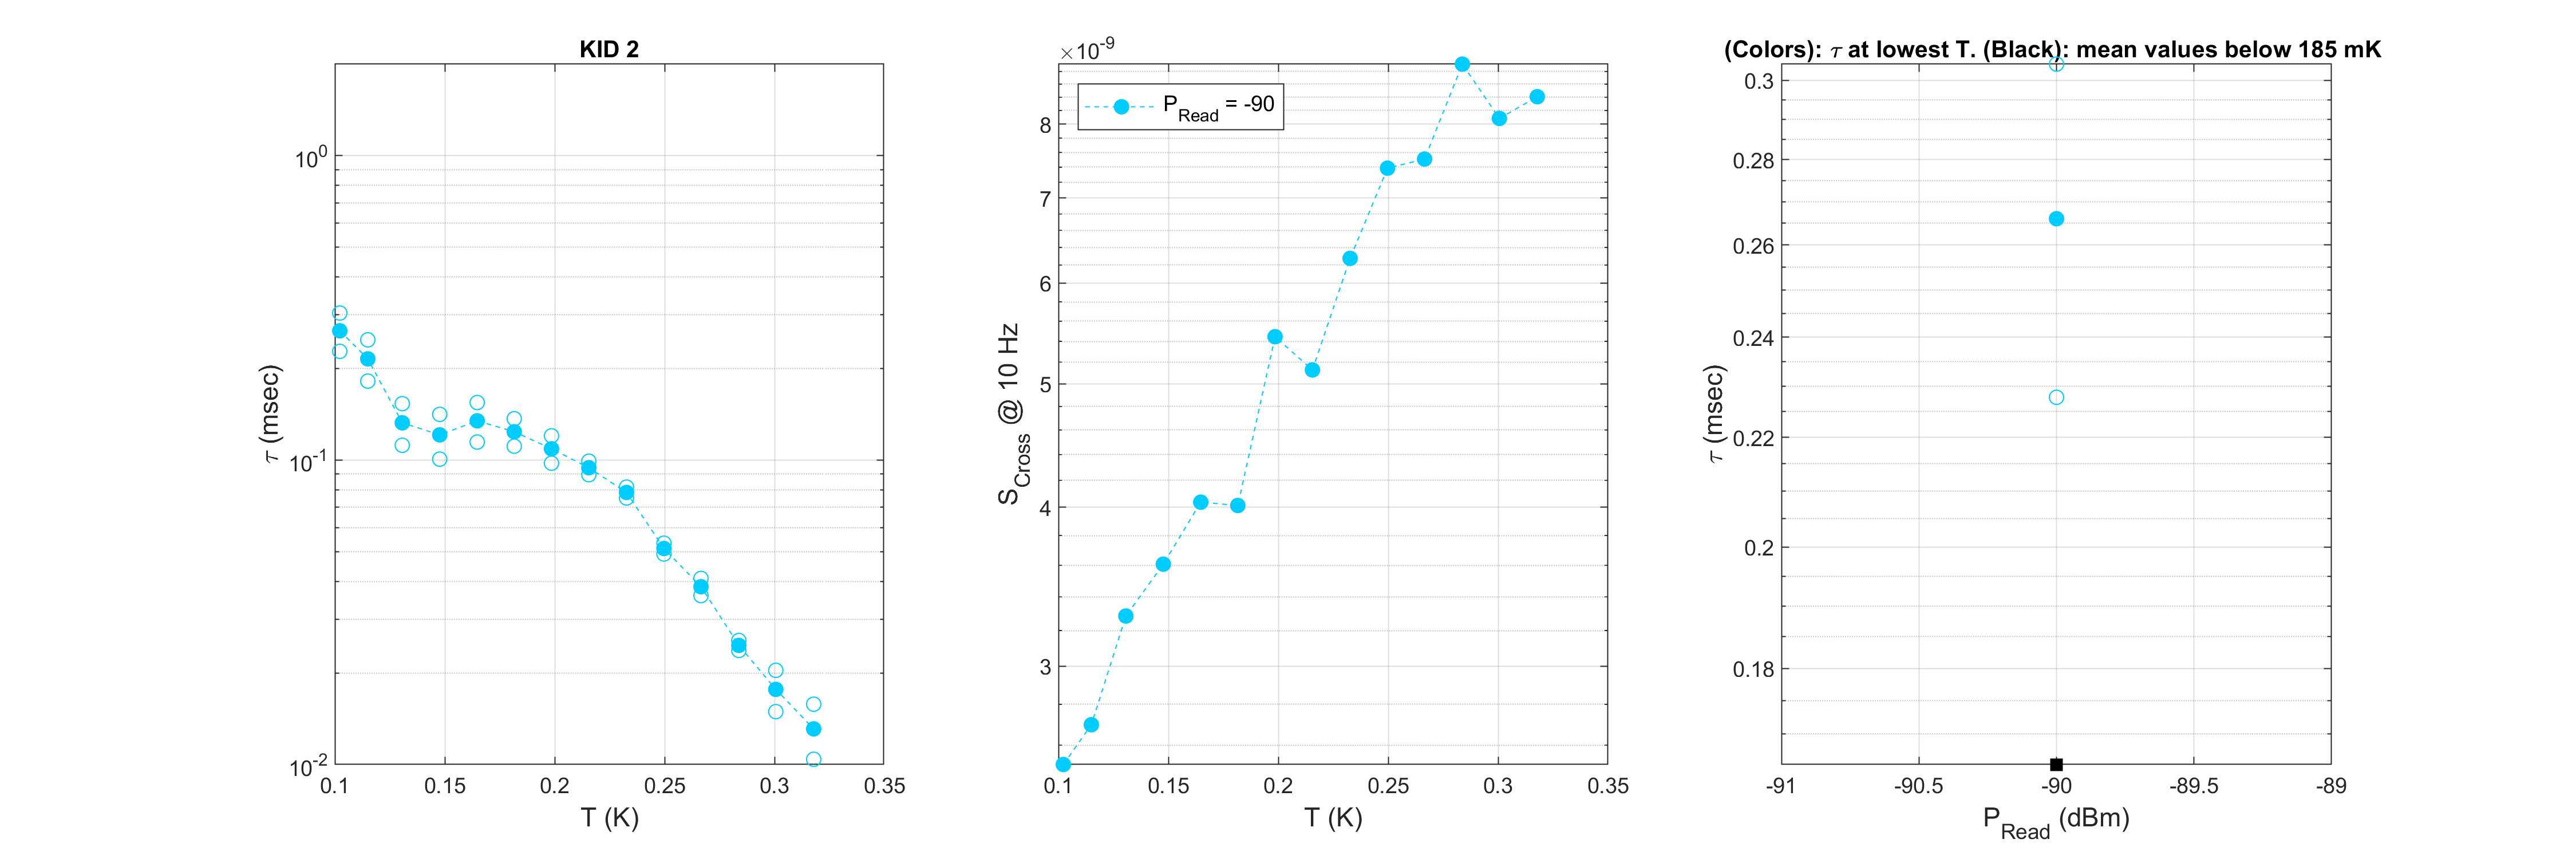 KID 2
10^0
10^-1
10^-2
τ (msec)
0.1 0.15 0.2 0.25 0.3 0.35
T (K)
×10^-9
P_Read = -90
8
7
6
5
4
3
S_Cross @ 10 Hz
0.1 0.15 0.2 0.25 0.3 0.35
T (K)
(Colors): τ at lowest T. (Black): mean values below 185 mK
0.3
0.28
0.26
0.24
0.22
0.2
0.18
τ (msec)
-91 -90.5 -90 -89.5 -89
P_Read (dBm)